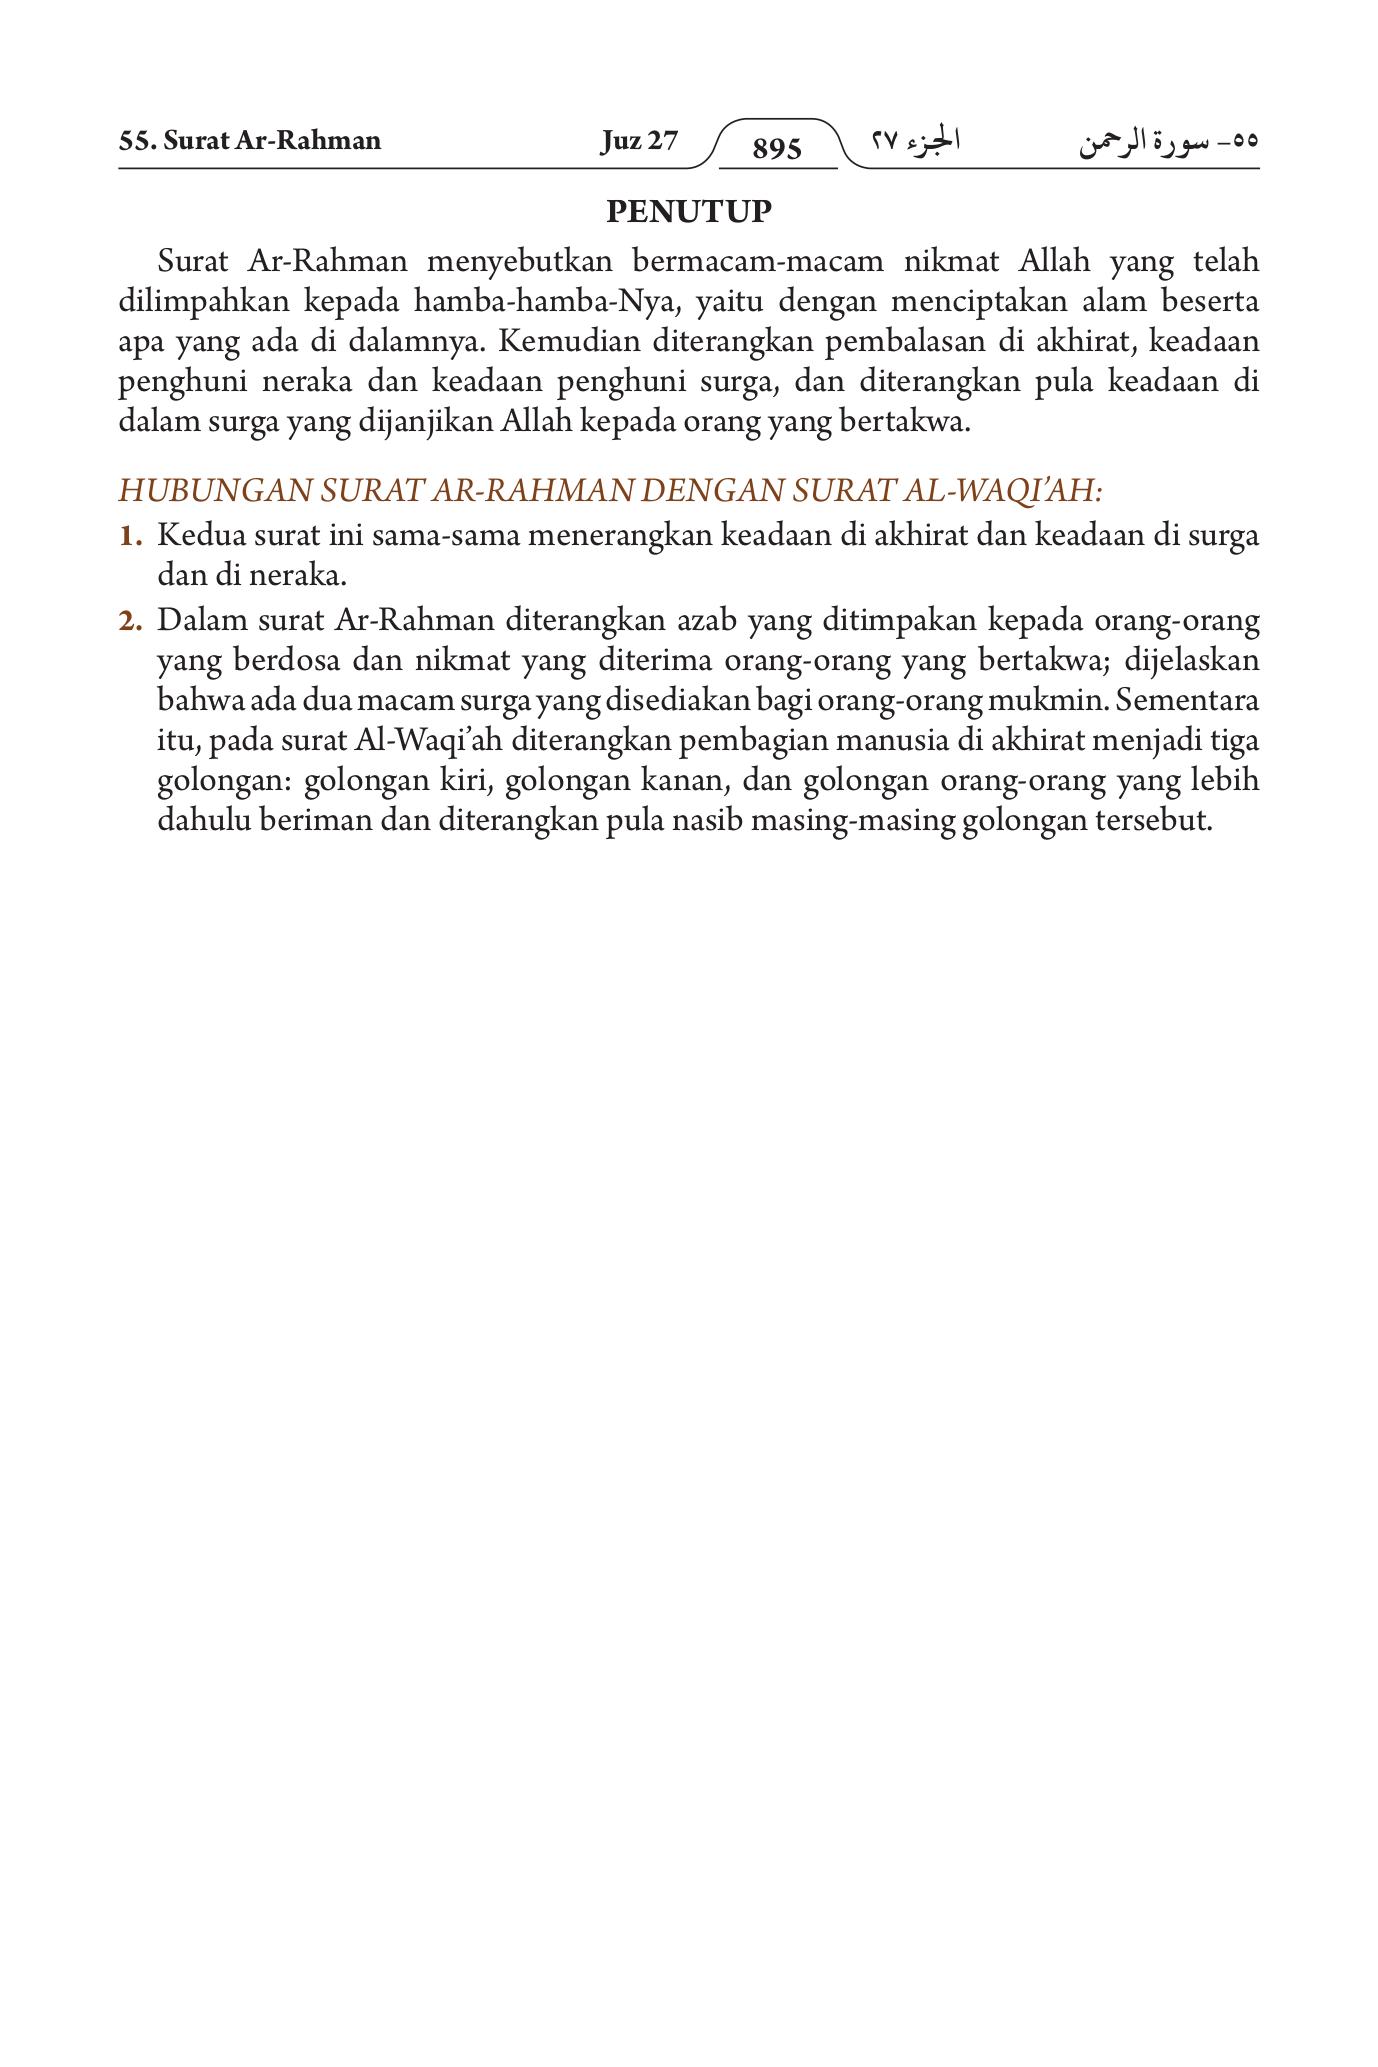 55. Surat Ar-Rahman Juz 27 895 الجزء ٢٧ ٥٥- سورة الرحمن
PENUTUP
Surat Ar-Rahman menyebutkan bermacam-macam nikmat Allah yang telah
dilimpahkan kepada hamba-hamba-Nya, yaitu dengan menciptakan alam beserta
apa yang ada di dalamnya. Kemudian diterangkan pembalasan di akhirat, keadaan
penghuni neraka dan keadaan penghuni surga, dan diterangkan pula keadaan di
dalam surga yang dijanjikan Allah kepada orang yang bertakwa.
HUBUNGAN SURAT AR-RAHMAN DENGAN SURAT AL-WAQI’AH:
1. Kedua surat ini sama-sama menerangkan keadaan di akhirat dan keadaan di surga
dan di neraka.
2. Dalam surat Ar-Rahman diterangkan azab yang ditimpakan kepada orang-orang
yang berdosa dan nikmat yang diterima orang-orang yang bertakwa; dijelaskan
bahwa ada dua macam surga yang disediakan bagi orang-orang mukmin. Sementara
itu, pada surat Al-Waqi’ah diterangkan pembagian manusia di akhirat menjadi tiga
golongan: golongan kiri, golongan kanan, dan golongan orang-orang yang lebih
dahulu beriman dan diterangkan pula nasib masing-masing golongan tersebut.